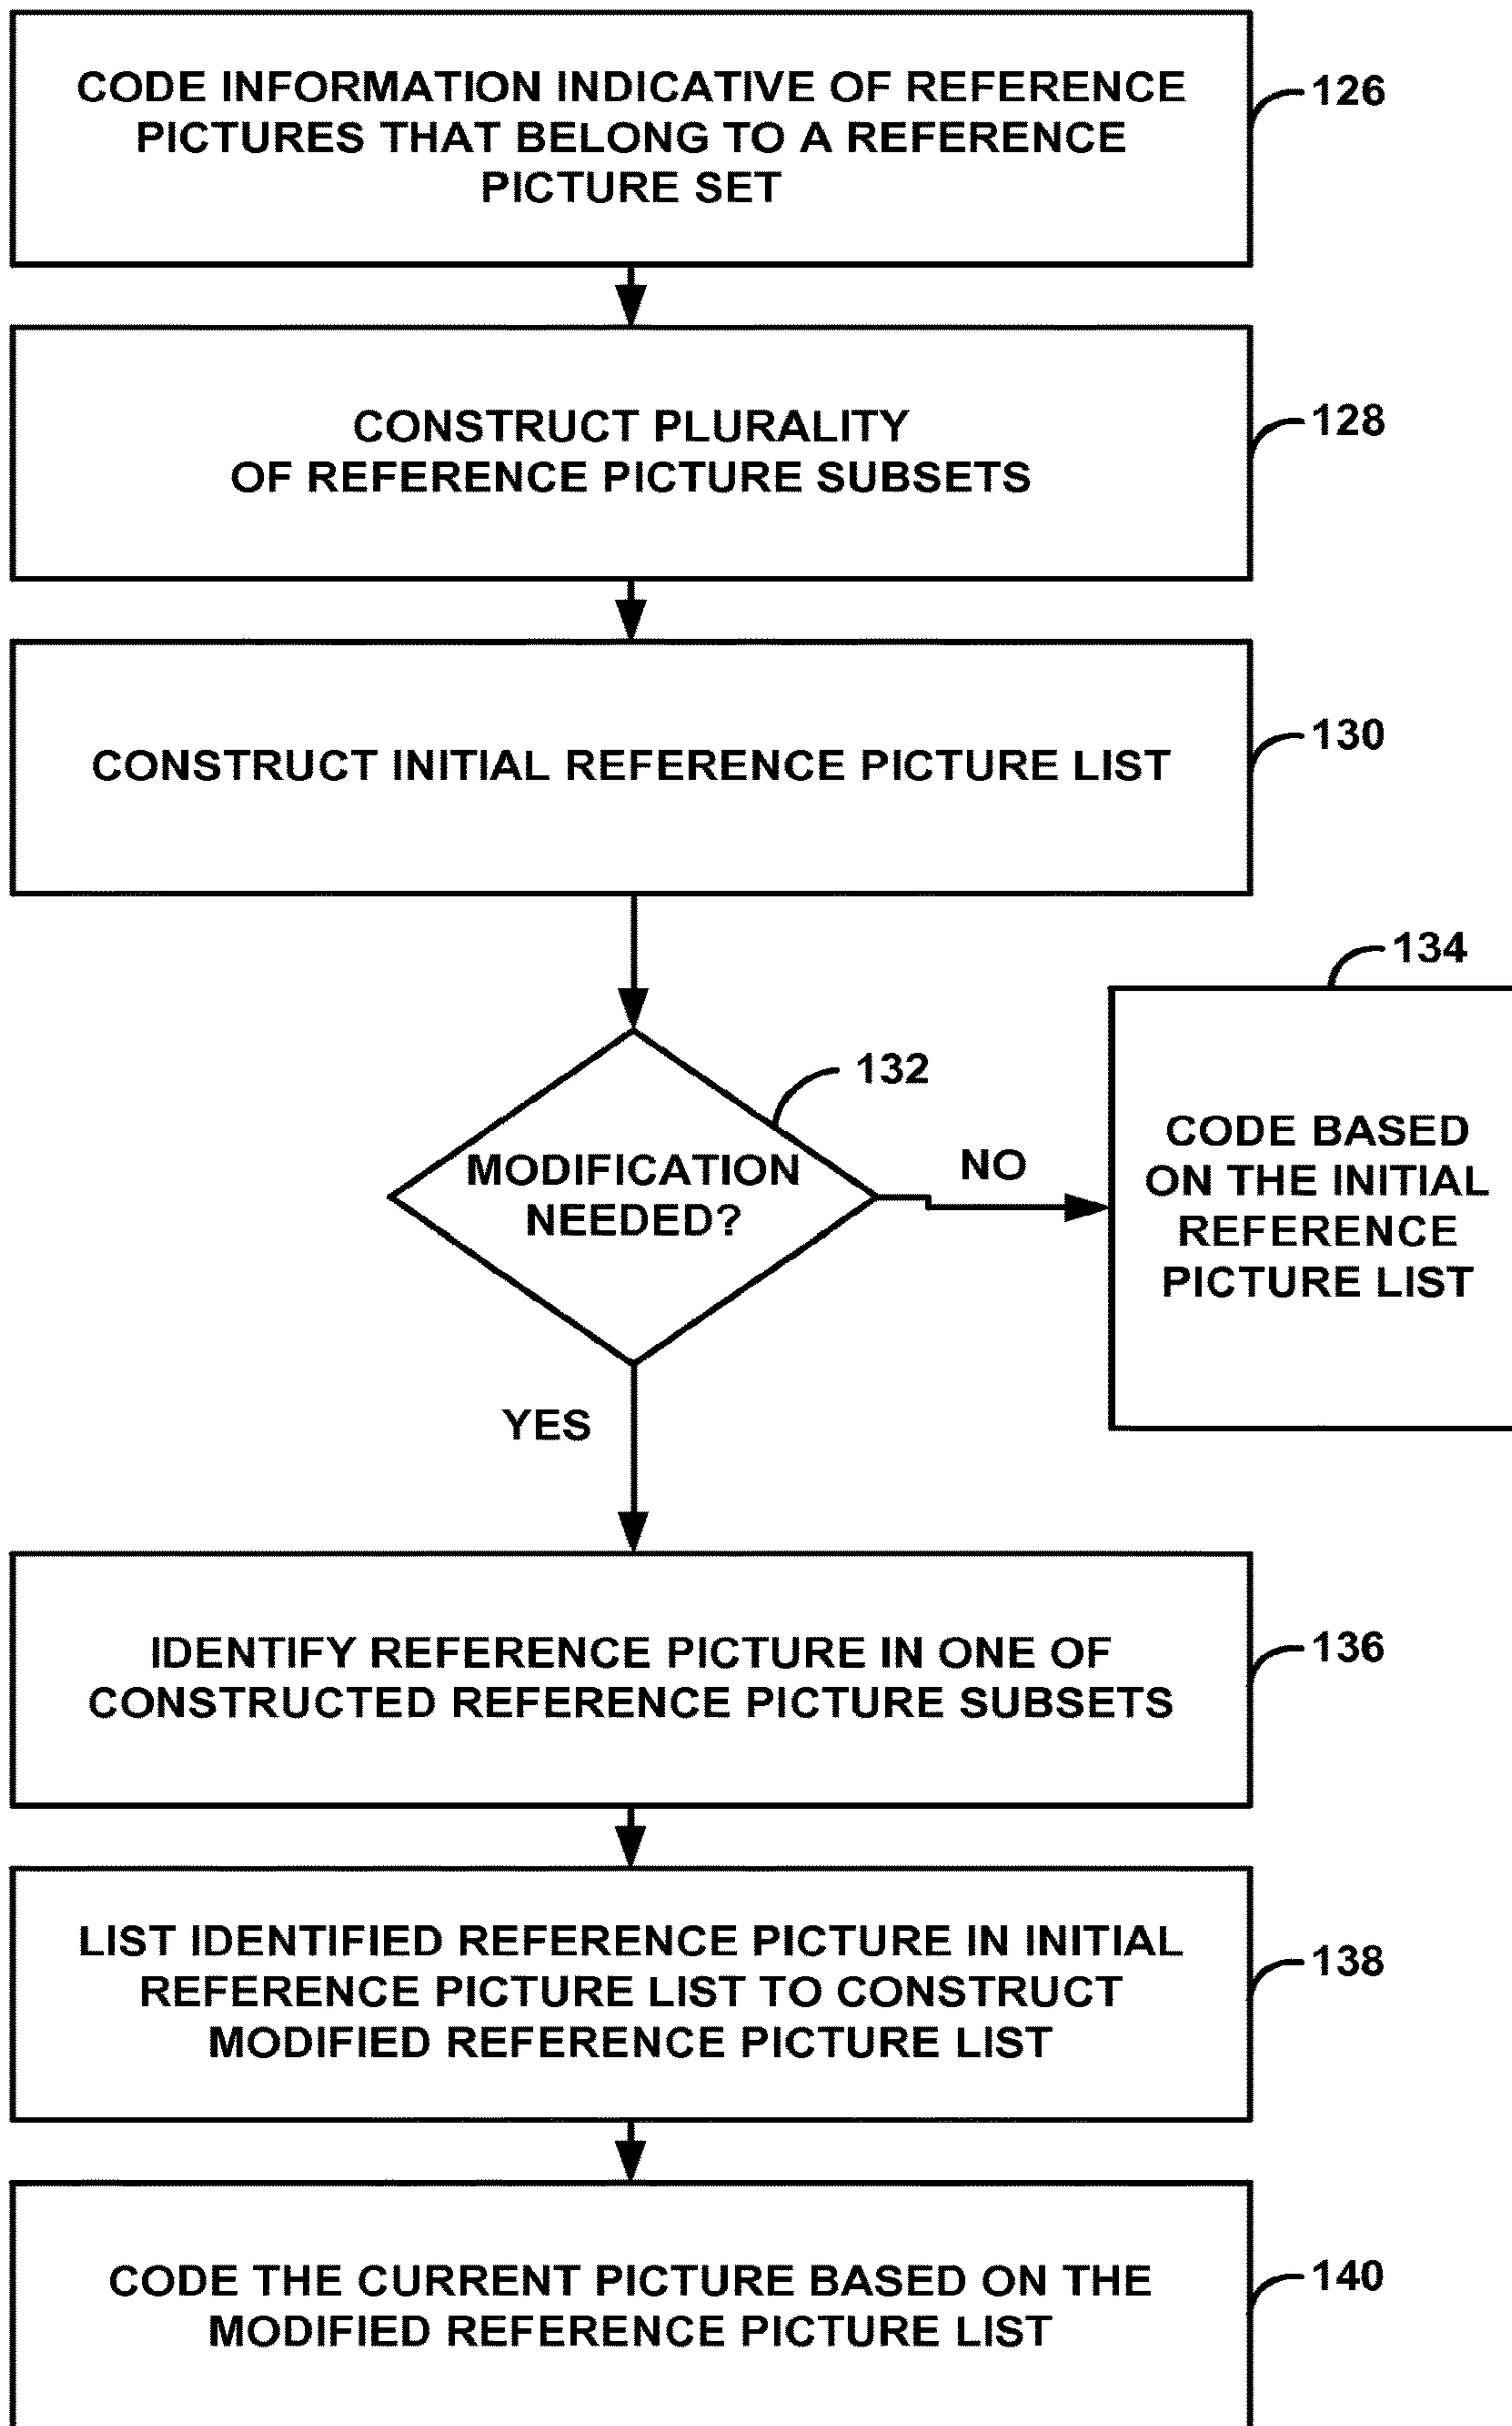 CODE INFORMATION INDICATIVE OF REFERENCE
PICTURES THAT BELONG TO A REFERENCE
PICTURE SET
126
CONSTRUCT PLURALITY
OF REFERENCE PICTURE SUBSETS
128
CONSTRUCT INITIAL REFERENCE PICTURE LIST
130
132
MODIFICATION
NEEDED?
NO
134
CODE BASED
ON THE INITIAL
REFERENCE
PICTURE LIST
YES
IDENTIFY REFERENCE PICTURE IN ONE OF
CONSTRUCTED REFERENCE PICTURE SUBSETS
136
LIST IDENTIFIED REFERENCE PICTURE IN INITIAL
REFERENCE PICTURE LIST TO CONSTRUCT
MODIFIED REFERENCE PICTURE LIST
138
CODE THE CURRENT PICTURE BASED ON THE
MODIFIED REFERENCE PICTURE LIST
140